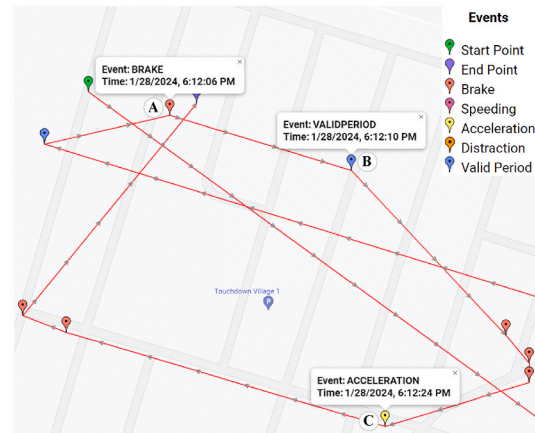 Events
Start Point
End Point
Brake
Speeding
Acceleration
Distraction
Valid Period
Event: BRAKE
Time: 1/28/2024, 6:12:06 PM
×
A
Event: VALIDPERIOD
Time: 1/28/2024, 6:12:10 PM
×
B
Touchdown Village 1
P
Event: ACCELERATION
Time: 1/28/2024, 6:12:24 PM
×
C